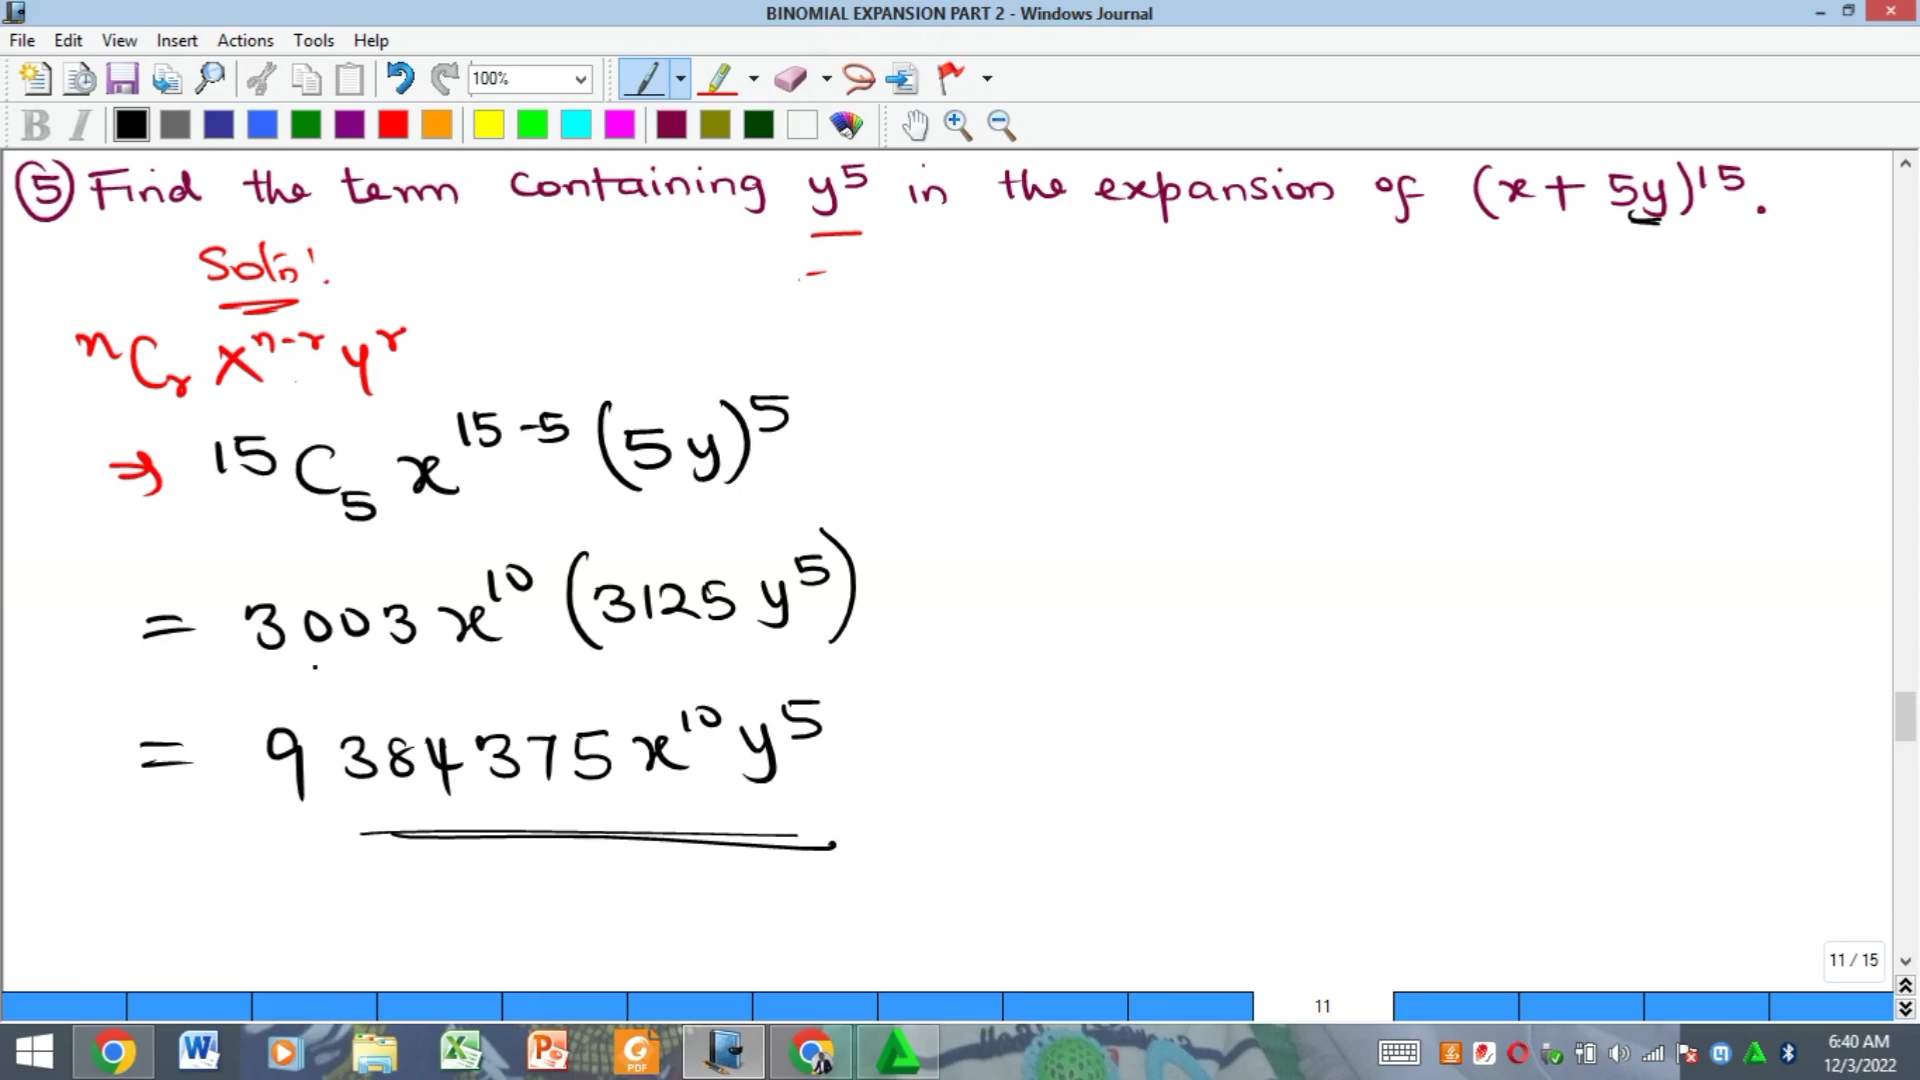 BINOMIAL EXPANSION PART 2 - Windows Journal
File Edit View Insert Actions Tools Help
100%
B I
⑤ Find the term containing y⁵ in the expansion of (x + 5y)¹⁵.
Soln!
ⁿCᵣ xⁿ⁻ʳ yʳ
⇒ ¹⁵C₅ x¹⁵⁻⁵ (5y)⁵
= 3003 x¹⁰ (3125 y⁵)
= 9384375 x¹⁰ y⁵
11 / 15
11
PDF
6:40 AM
12/3/2022